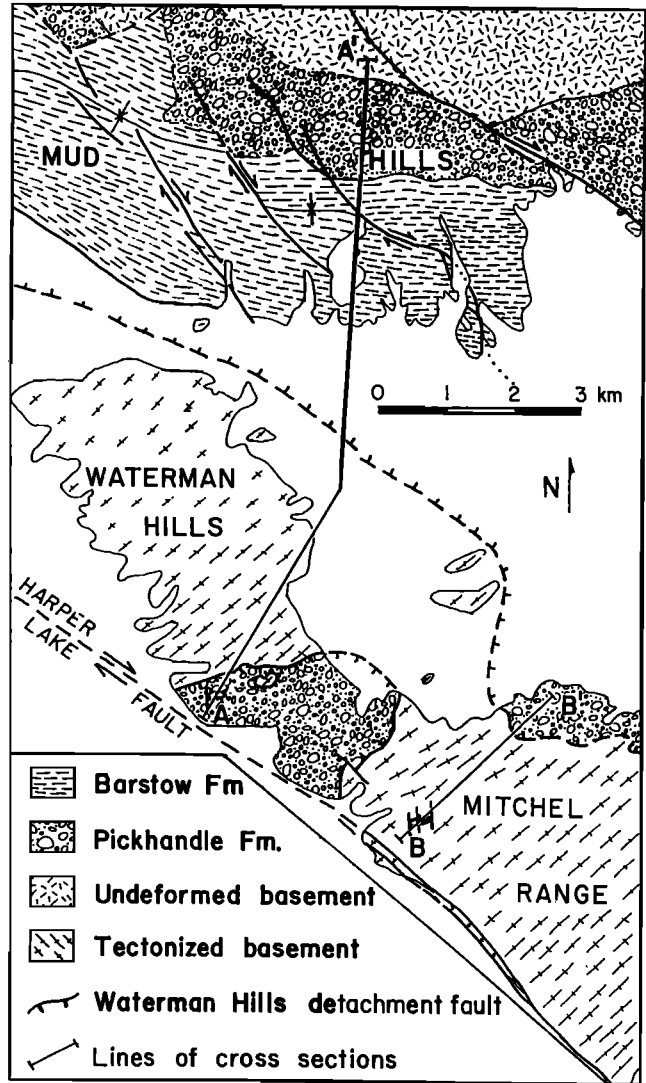 A'
MUD
HILLS
0 1 2 3 km
WATERMAN
HILLS
N
HARPER
LAKE
FAULT
A
B'
MITCHEL
B
RANGE
Barstow Fm
Pickhandle Fm.
Undeformed basement
Tectonized basement
Waterman Hills detachment fault
Lines of cross sections